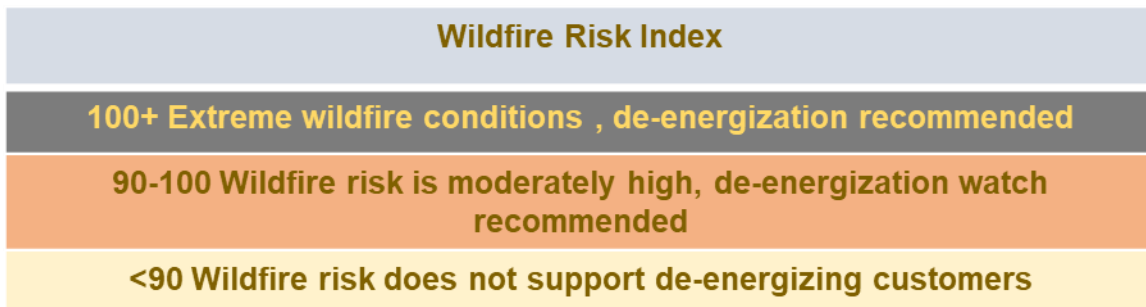 Wildfire Risk Index
100+ Extreme wildfire conditions , de-energization recommended
90-100 Wildfire risk is moderately high, de-energization watch
recommended
<90 Wildfire risk does not support de-energizing customers